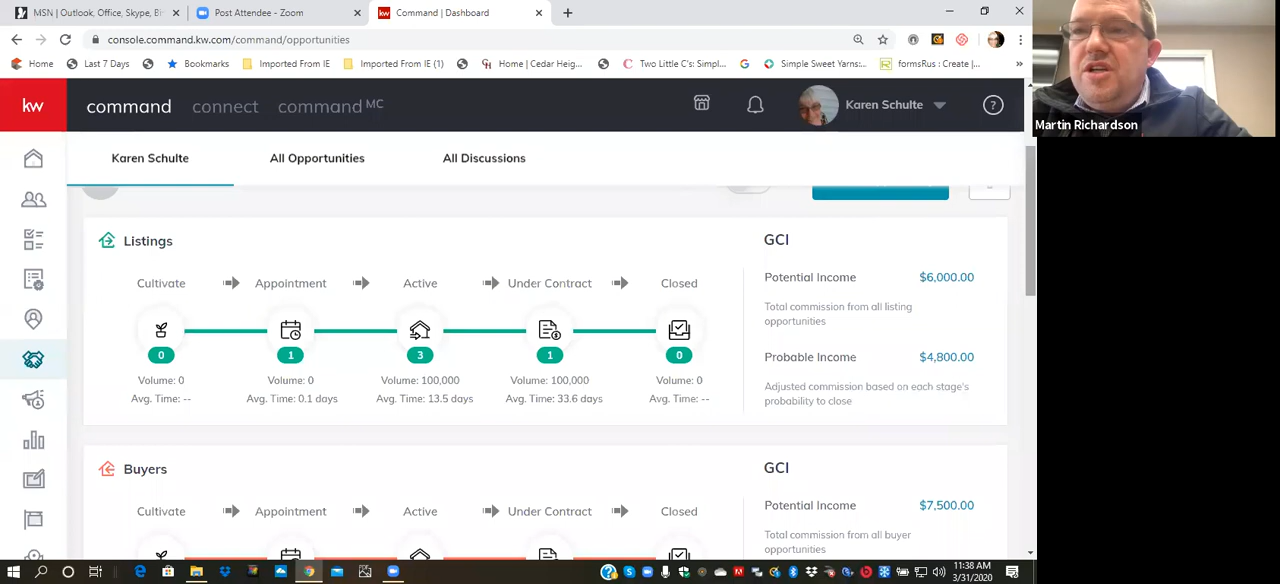 MSN | Outlook, Office, Skype, Bi
Post Attendee - Zoom
Command | Dashboard
console.command.kw.com/command/opportunities
Home
Last 7 Days
Bookmarks
Imported From IE
Imported From IE (1)
Home | Cedar Heig...
Two Little C's: Simpl...
Simple Sweet Yarns:...
formsRus : Create |...
kw
command
connect
command MC
Karen Schulte
Karen Schulte
All Opportunities
All Discussions
Listings
Cultivate
Appointment
Active
Under Contract
Closed
0
1
3
1
0
Volume: 0
Volume: 0
Volume: 100,000
Volume: 100,000
Volume: 0
Avg. Time: --
Avg. Time: 0.1 days
Avg. Time: 13.5 days
Avg. Time: 33.6 days
Avg. Time: --
GCI
Potential Income
$6,000.00
Total commission from all listing
opportunities
Probable Income
$4,800.00
Adjusted commission based on each stage's
probability to close
Buyers
Cultivate
Appointment
Active
Under Contract
Closed
GCI
Potential Income
$7,500.00
Total commission from all buyer
opportunities
Martin Richardson
11:38 AM
3/31/2020